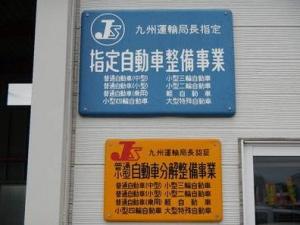 JS 九州運輸局長指定
指定自動車整備事業
普通自動車(中型) 小型三輪自動車
普通自動車(小型) 小型二輪自動車
普通自動車(乗用) 軽自動車
小型四輪自動車 大型特殊自動車
JS 九州運輸局長認証
普通 小型 自動車分解整備事業
普通自動車(中型) 小型三輪自動車
普通自動車(小型) 小型二輪自動車
普通自動車(乗用) 軽自動車
小型四輪自動車 大型特殊自動車